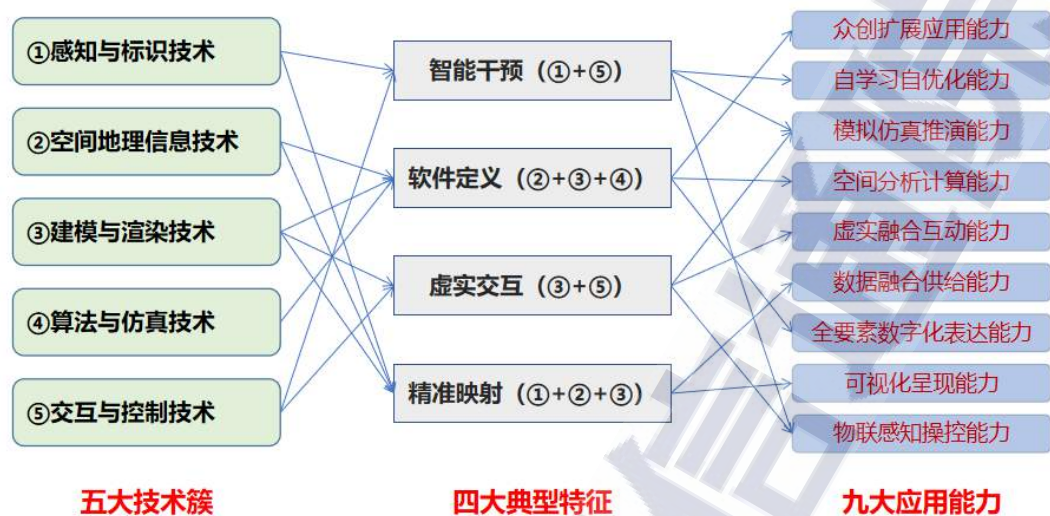 ①感知与标识技术
②空间地理信息技术
③建模与渲染技术
④算法与仿真技术
⑤交互与控制技术
五大技术簇
智能干预（①+⑤）
软件定义（②+③+④）
虚实交互（③+⑤）
精准映射（①+②+③）
四大典型特征
众创扩展应用能力
自学习自优化能力
模拟仿真推演能力
空间分析计算能力
虚实融合互动能力
数据融合供给能力
全要素数字化表达能力
可视化呈现能力
物联感知操控能力
九大应用能力